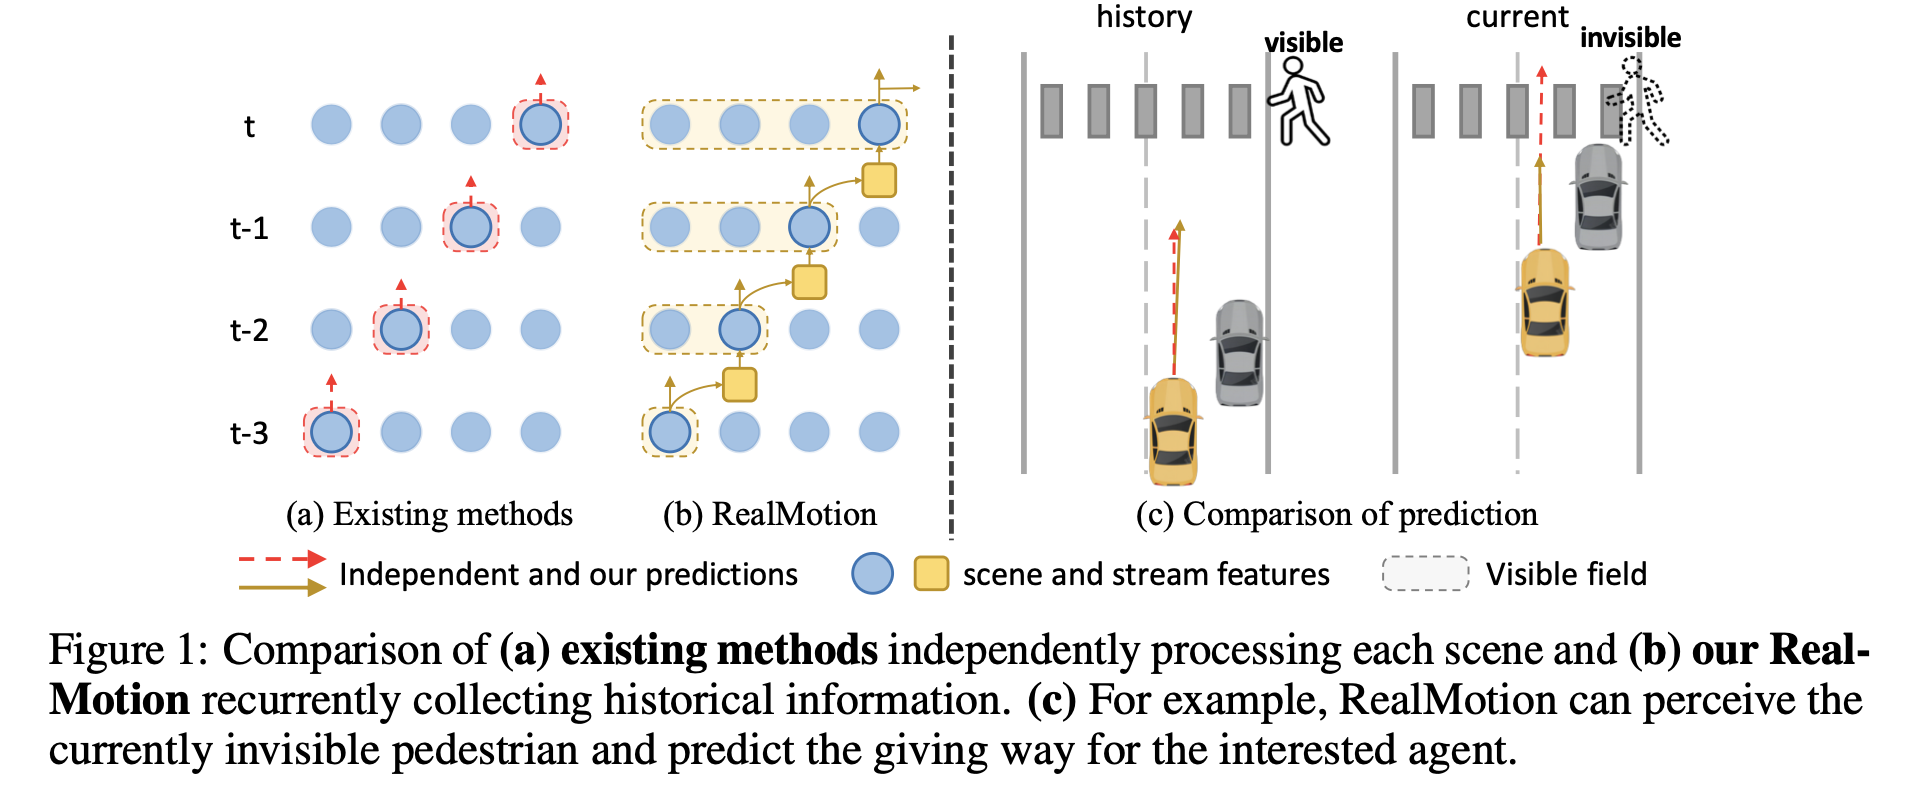 history
current
visible
invisible
t
t-1
t-2
t-3
(a) Existing methods
(b) RealMotion
(c) Comparison of prediction
Independent and our predictions
scene and stream features
Visible field
Figure 1: Comparison of (a) existing methods independently processing each scene and (b) our Real-
Motion recurrently collecting historical information. (c) For example, RealMotion can perceive the
currently invisible pedestrian and predict the giving way for the interested agent.